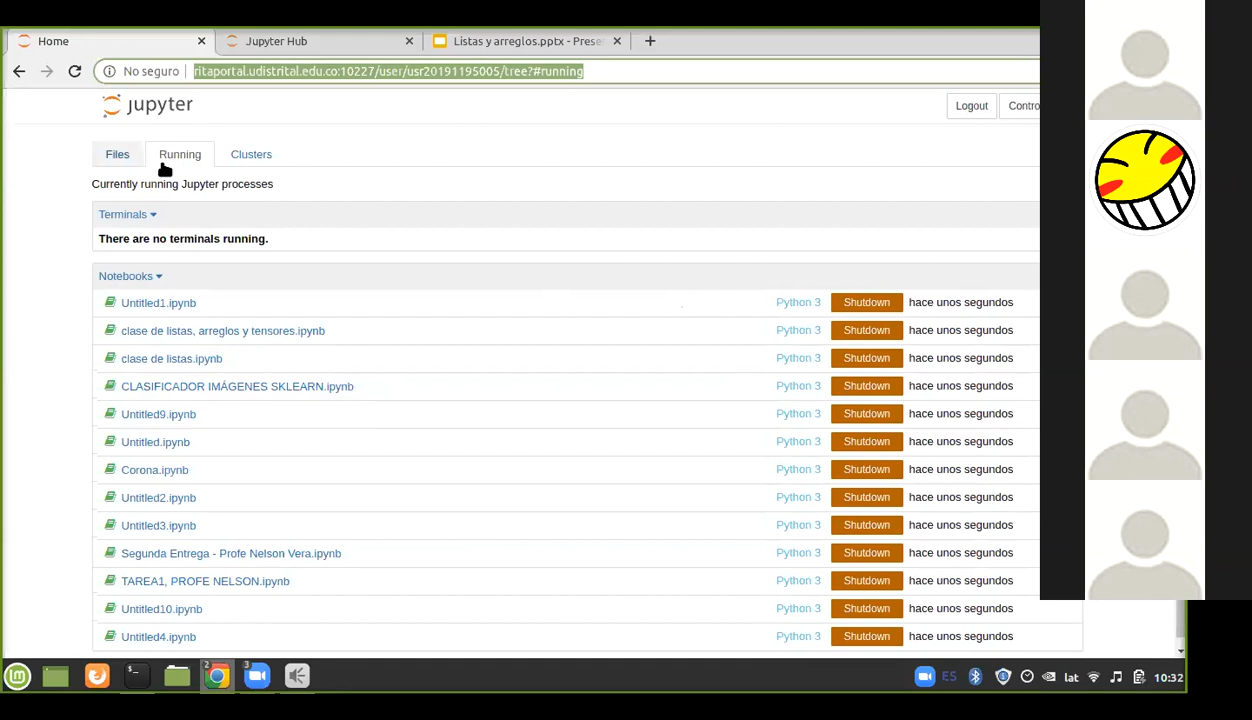 Home
Jupyter Hub
Listas y arreglos.pptx - Prese
No seguro
ritaportal.udistrital.edu.co:10227/user/usr20191195005/tree?#running
jupyter
Logout
Contro
Files
Running
Clusters
Currently running Jupyter processes
Terminals
There are no terminals running.
Notebooks
Untitled1.ipynb Python 3 Shutdown hace unos segundos
clase de listas, arreglos y tensores.ipynb Python 3 Shutdown hace unos segundos
clase de listas.ipynb Python 3 Shutdown hace unos segundos
CLASIFICADOR IMÁGENES SKLEARN.ipynb Python 3 Shutdown hace unos segundos
Untitled9.ipynb Python 3 Shutdown hace unos segundos
Untitled.ipynb Python 3 Shutdown hace unos segundos
Corona.ipynb Python 3 Shutdown hace unos segundos
Untitled2.ipynb Python 3 Shutdown hace unos segundos
Untitled3.ipynb Python 3 Shutdown hace unos segundos
Segunda Entrega - Profe Nelson Vera.ipynb Python 3 Shutdown hace unos segundos
TAREA1, PROFE NELSON.ipynb Python 3 Shutdown hace unos segundos
Untitled10.ipynb Python 3 Shutdown hace unos segundos
Untitled4.ipynb Python 3 Shutdown hace unos segundos
2
3
ES
lat
10:32